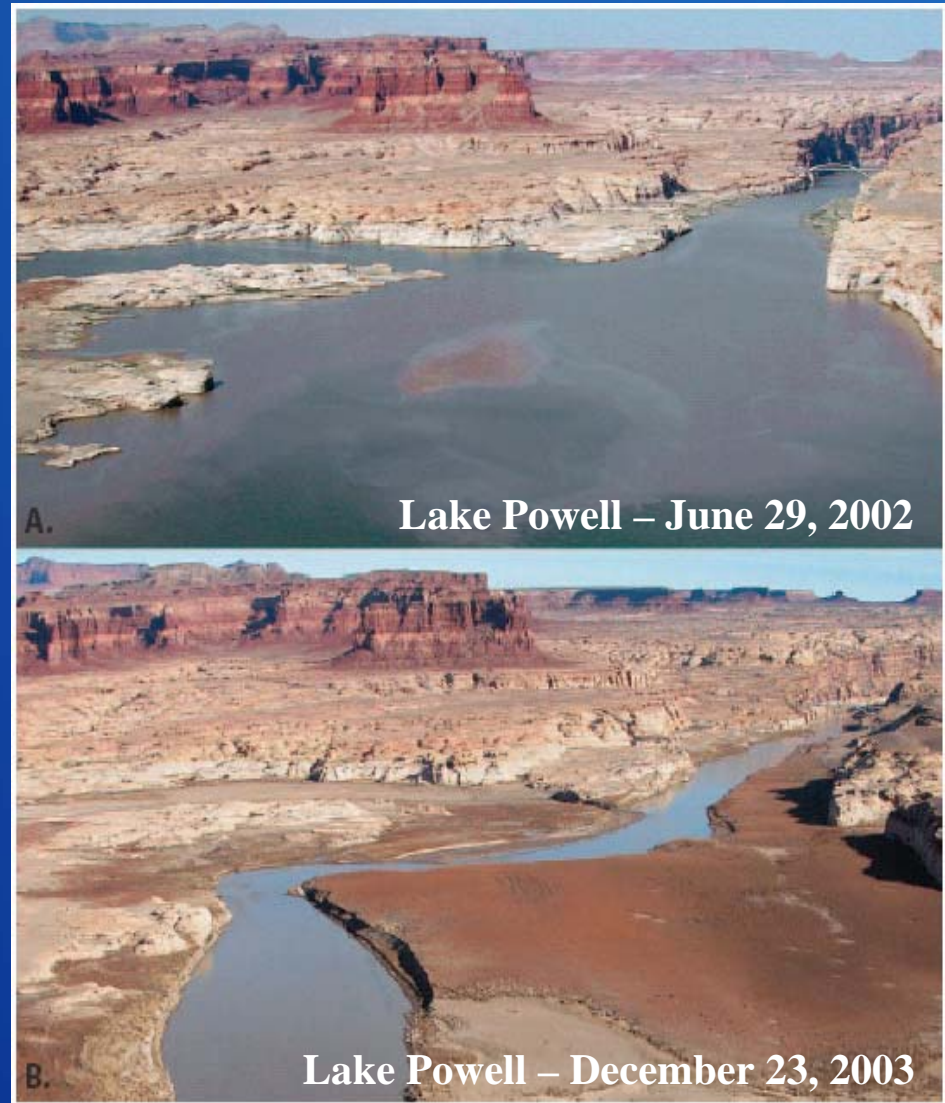 A.
Lake Powell – June 29, 2002
B.
Lake Powell – December 23, 2003